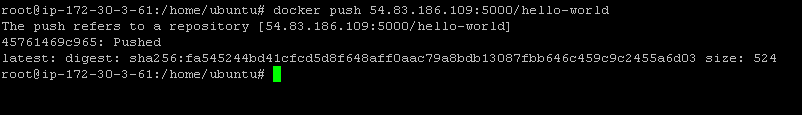 root@ip-172-30-3-61:/home/ubuntu# docker push 54.83.186.109:5000/hello-world
The push refers to a repository [54.83.186.109:5000/hello-world]
45761469c965: Pushed
latest: digest: sha256:fa545244bd41cfcd5d8f648aff0aac79a8bdb13087fbb646c459c9c2455a6d03 size: 524
root@ip-172-30-3-61:/home/ubuntu#